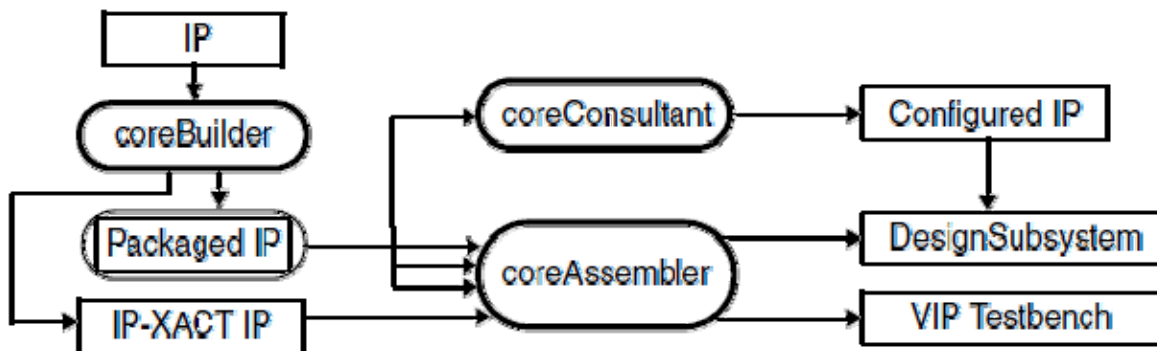 IP
coreBuilder
coreConsultant
Configured IP
Packaged IP
coreAssembler
DesignSubsystem
IP-XACT IP
VIP Testbench